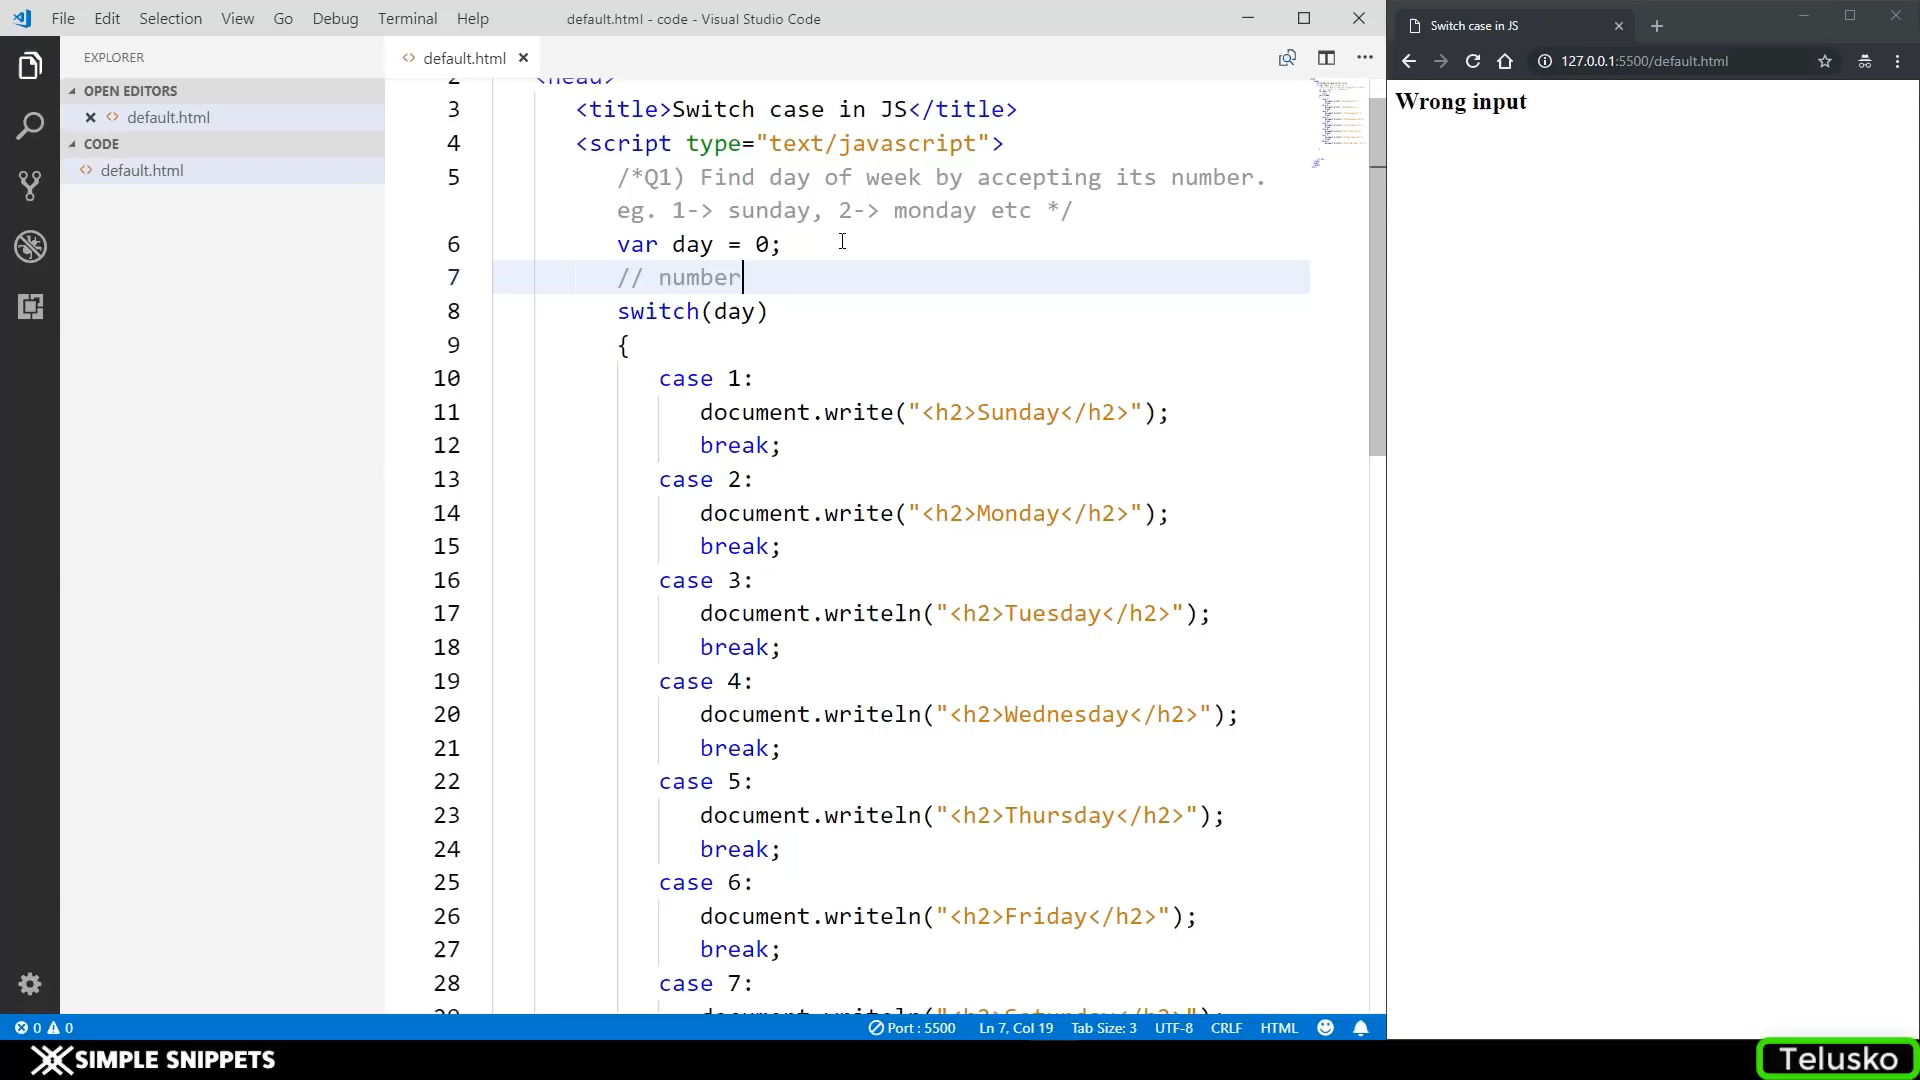 File Edit Selection View Go Debug Terminal Help
default.html - code - Visual Studio Code
EXPLORER
OPEN EDITORS
default.html
CODE
default.html
default.html
2 <head>
3 <title>Switch case in JS</title>
4 <script type="text/javascript">
5 /*Q1) Find day of week by accepting its number.
eg. 1-> sunday, 2-> monday etc */
6 var day = 0;
7 // number
8 switch(day)
9 {
10 case 1:
11 document.write("<h2>Sunday</h2>");
12 break;
13 case 2:
14 document.write("<h2>Monday</h2>");
15 break;
16 case 3:
17 document.writeln("<h2>Tuesday</h2>");
18 break;
19 case 4:
20 document.writeln("<h2>Wednesday</h2>");
21 break;
22 case 5:
23 document.writeln("<h2>Thursday</h2>");
24 break;
25 case 6:
26 document.writeln("<h2>Friday</h2>");
27 break;
28 case 7:
29 document.writeln("<h2>Saturday</h2>");
0 0
Port : 5500 Ln 7, Col 19 Tab Size: 3 UTF-8 CRLF HTML
Switch case in JS
127.0.0.1:5500/default.html
Wrong input
SIMPLE SNIPPETS
Telusko